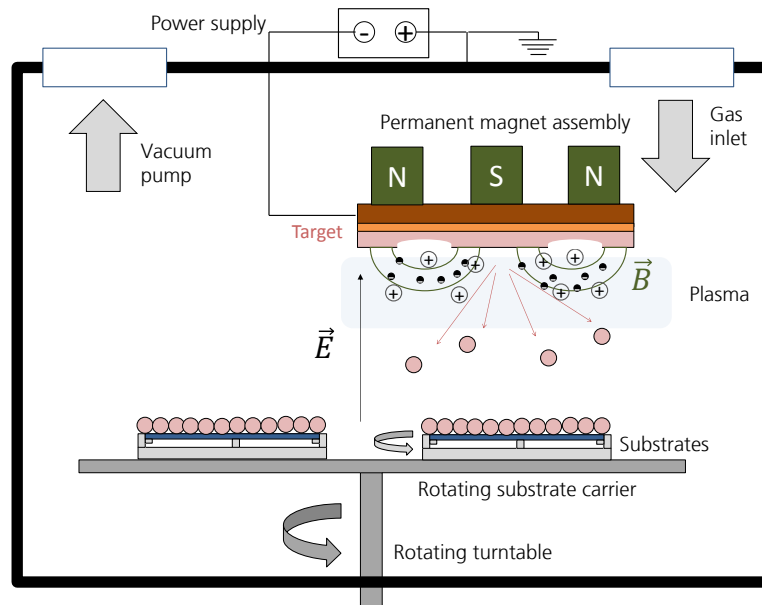 Power supply
- +
Vacuum
pump
Gas
inlet
Permanent magnet assembly
N S N
Target
+ + + + + + + +
B
Plasma
E
Substrates
Rotating substrate carrier
Rotating turntable